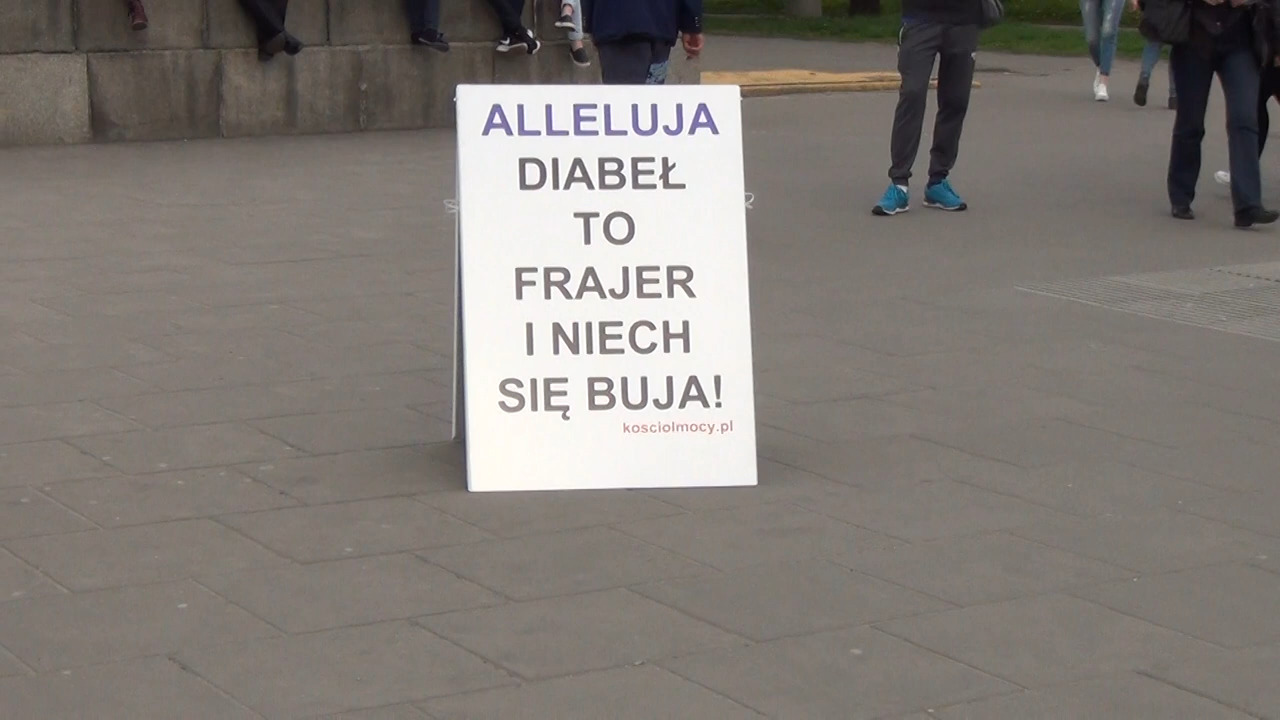 ALLELUJA
DIABEŁ
TO
FRAJER
I NIECH
SIĘ BUJA!
kosciolmocy.pl